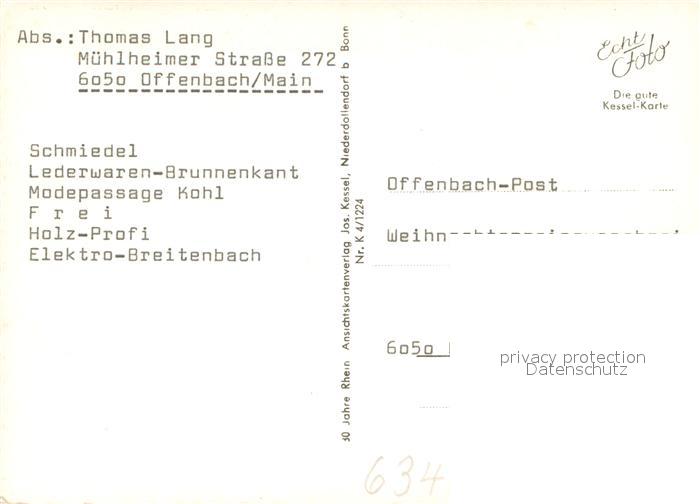 Abs.:Thomas Lang
Mühlheimer Straße 272
6o5o Offenbach/Main
Schmiedel
Lederwaren-Brunnenkant
Modepassage Kohl
F r e i
Holz-Profi
Elektro-Breitenbach
30 Jahre Rhein Ansichtskartenverlag Jos. Kessel, Niederdollendorf b Bonn
Nr. K 4/1224
Echt Foto
Die gute
Kessel-Karte
Offenbach-Post
6o5o
privacy protection
Datenschutz
634